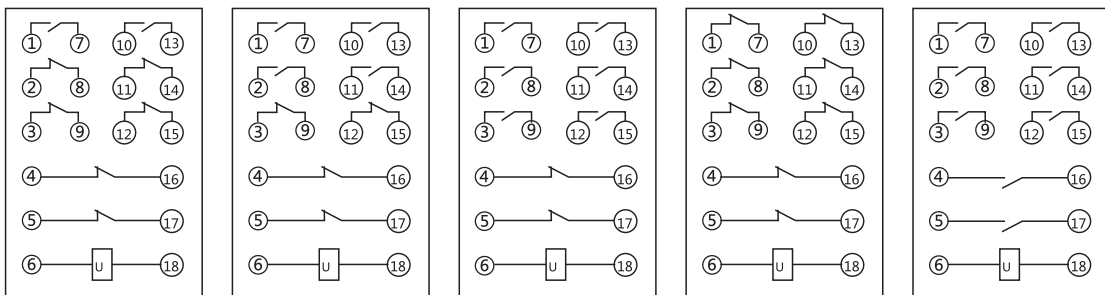 1 7 10 13 1 7 10 13 1 7 10 13 1 7 10 13 1 7 10 13
2 8 11 14 2 8 11 14 2 8 11 14 2 8 11 14 2 8 11 14
3 9 12 15 3 9 12 15 3 9 12 15 3 9 12 15 3 9 12 15
4 16 4 16 4 16 4 16 4 16
5 17 5 17 5 17 5 17 5 17
6 U 18 6 U 18 6 U 18 6 U 18 6 U 18